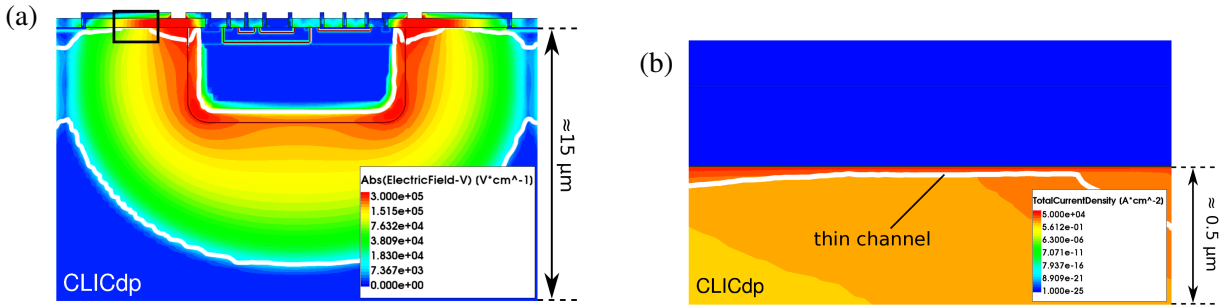 (a)
≈15 μm
Abs(ElectricField-V) (V*cm^-1)
3.000e+05
1.515e+05
7.632e+04
3.809e+04
1.830e+04
7.367e+03
0.000e+00
CLICdp
(b)
thin channel
≈ 0.5 μm
TotalCurrentDensity (A*cm^-2)
5.000e+04
5.612e-01
6.300e-06
7.071e-11
7.937e-16
8.909e-21
1.000e-25
CLICdp